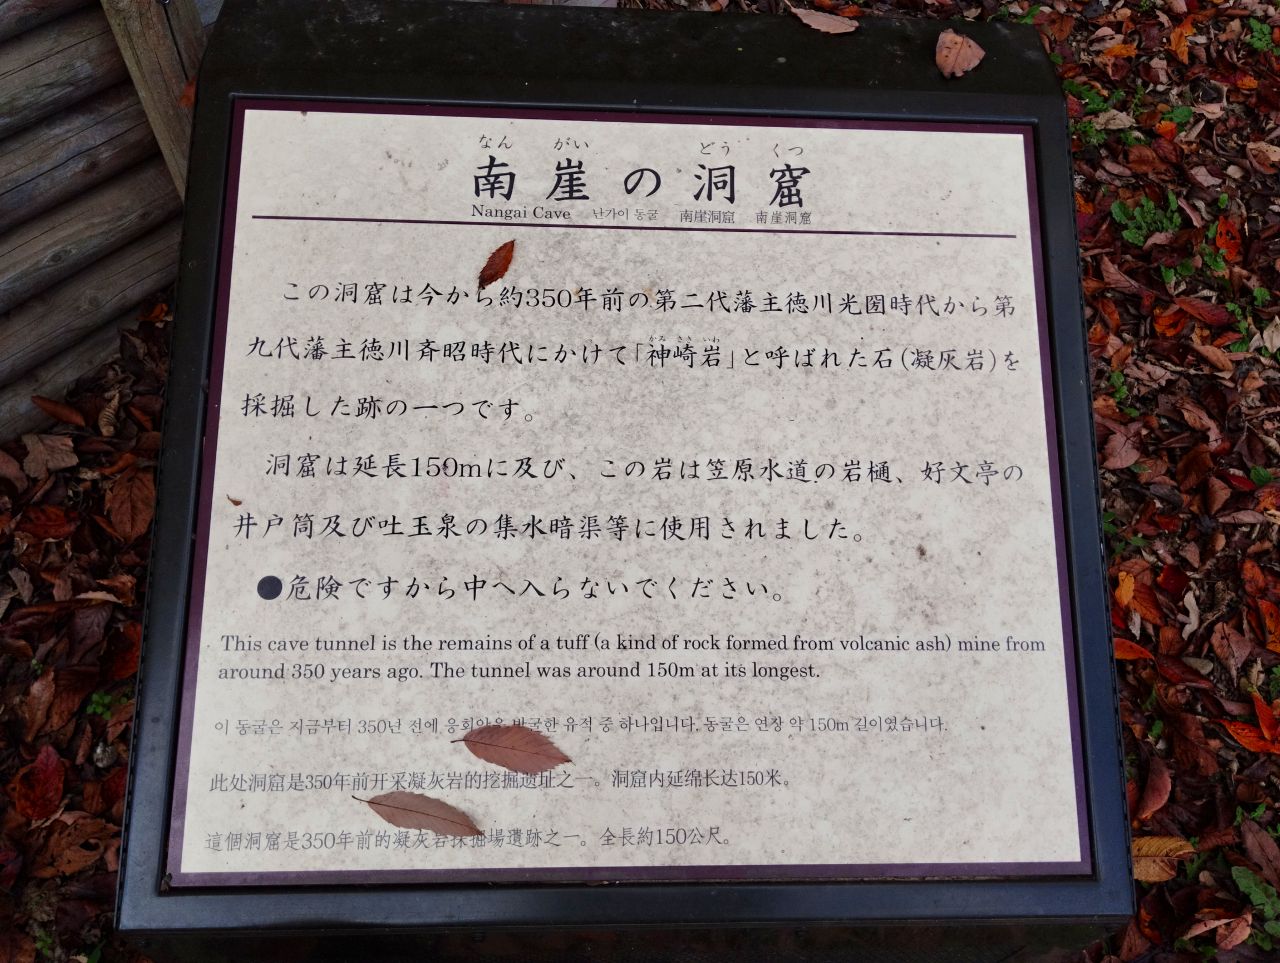 なん がい どう くつ
南崖の洞窟
Nangai Cave 난가이 동굴 南崖洞窟 南崖洞窟
この洞窟は今から約350年前の第二代藩主徳川光圀時代から第
かみ さき いわ
九代藩主徳川斉昭時代にかけて「神崎岩」と呼ばれた石(凝灰岩)を
採掘した跡の一つです。
洞窟は延長150mに及び、この岩は笠原水道の岩樋、好文亭の
井戸筒及び吐玉泉の集水暗渠等に使用されました。
●危険ですから中へ入らないでください。
This cave tunnel is the remains of a tuff (a kind of rock formed from volcanic ash) mine from
around 350 years ago. The tunnel was around 150m at its longest.
이 동굴은 지금부터 350년 전에 응회암을 발굴한 유적 중 하나입니다. 동굴은 연장 약 150m 길이였습니다.
此处洞窟是350年前开采凝灰岩的挖掘遗址之一。洞窟内延绵长达150米。
這個洞窟是350年前的凝灰岩採掘場遺跡之一。全長約150公尺。